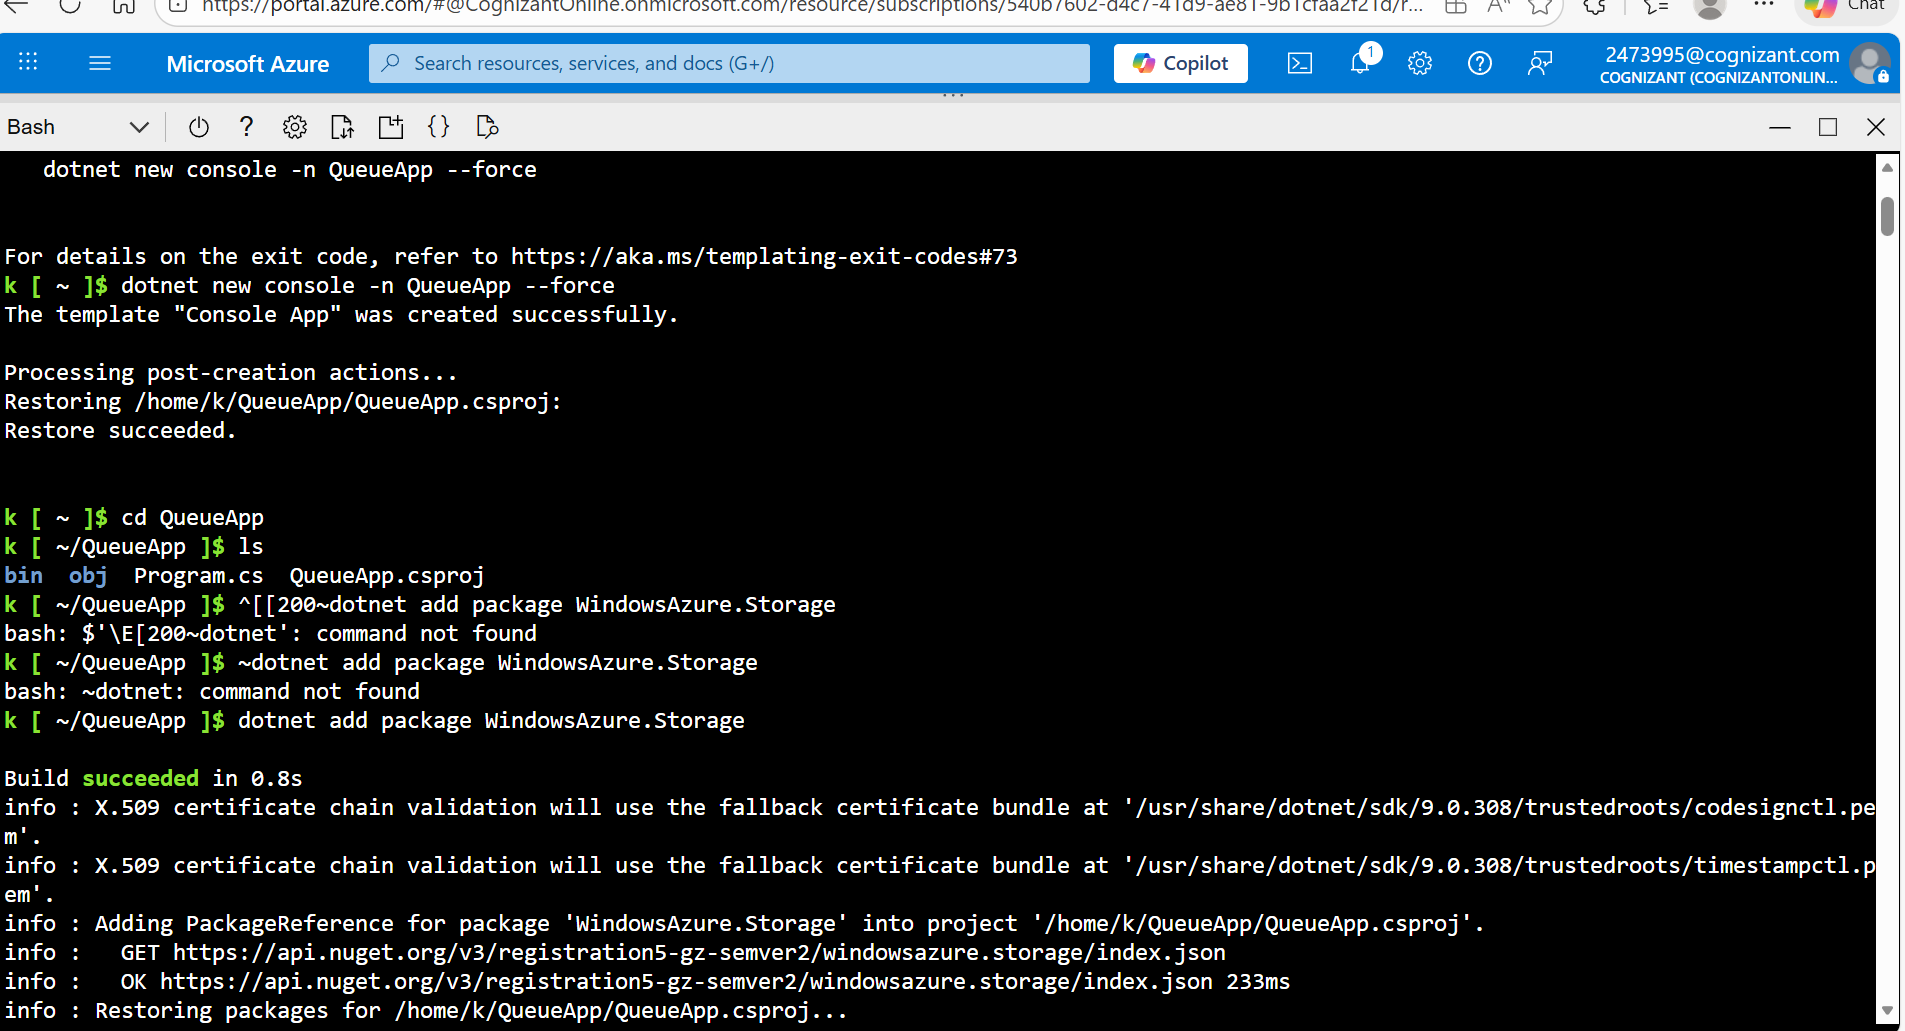 https://portal.azure.com/#@CognizantOnline.onmicrosoft.com/resource/subscriptions/540b7602-d4c7-41d9-ae81-9b1cfaa2f21d/r...
Chat
Microsoft Azure
Search resources, services, and docs (G+/)
Copilot
1
2473995@cognizant.com
COGNIZANT (COGNIZANTONLIN...
Bash
dotnet new console -n QueueApp --force
For details on the exit code, refer to https://aka.ms/templating-exit-codes#73
k [ ~ ]$ dotnet new console -n QueueApp --force
The template "Console App" was created successfully.
Processing post-creation actions...
Restoring /home/k/QueueApp/QueueApp.csproj:
Restore succeeded.
k [ ~ ]$ cd QueueApp
k [ ~/QueueApp ]$ ls
bin  obj  Program.cs  QueueApp.csproj
k [ ~/QueueApp ]$ ^[[200~dotnet add package WindowsAzure.Storage
bash: $'\E[200~dotnet': command not found
k [ ~/QueueApp ]$ ~dotnet add package WindowsAzure.Storage
bash: ~dotnet: command not found
k [ ~/QueueApp ]$ dotnet add package WindowsAzure.Storage
Build succeeded in 0.8s
info : X.509 certificate chain validation will use the fallback certificate bundle at '/usr/share/dotnet/sdk/9.0.308/trustedroots/codesignctl.pe
m'.
info : X.509 certificate chain validation will use the fallback certificate bundle at '/usr/share/dotnet/sdk/9.0.308/trustedroots/timestampctl.p
em'.
info : Adding PackageReference for package 'WindowsAzure.Storage' into project '/home/k/QueueApp/QueueApp.csproj'.
info :   GET https://api.nuget.org/v3/registration5-gz-semver2/windowsazure.storage/index.json
info :   OK https://api.nuget.org/v3/registration5-gz-semver2/windowsazure.storage/index.json 233ms
info : Restoring packages for /home/k/QueueApp/QueueApp.csproj...